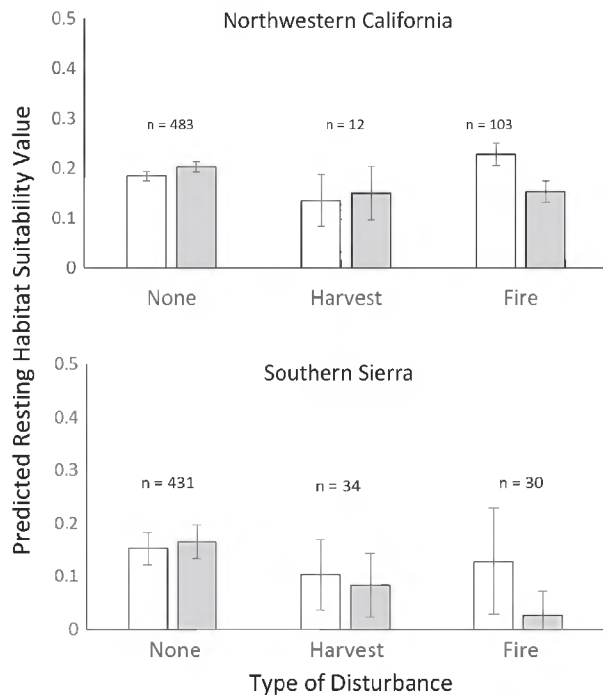 Northwestern California
0.5
0.4
0.3
0.2
0.1
0
n = 483
n = 12
n = 103
None
Harvest
Fire
Predicted Resting Habitat Suitability Value
Southern Sierra
0.5
0.4
0.3
0.2
0.1
0
n = 431
n = 34
n = 30
None
Harvest
Fire
Type of Disturbance